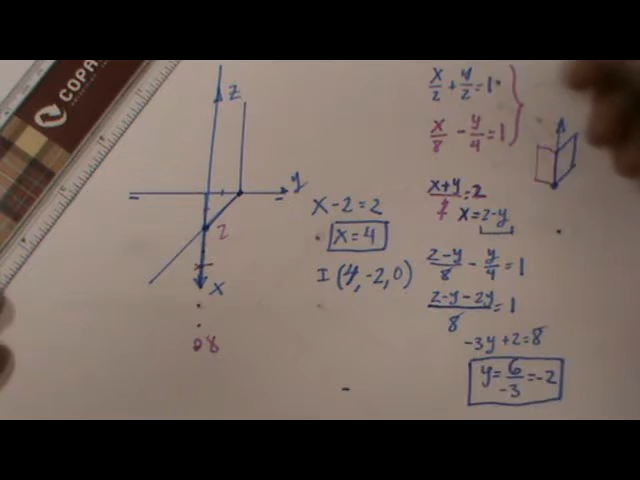 COPA
z
y
2
x
8
x/2 + y/2 = 1
x/8 - y/4 = 1
x+y/2 = 2
x = 2-y
x-2=2
x=4
I (4, -2, 0)
2-y/8 - y/4 = 1
2-y-2y/8 = 1
-3y+2=8
y = 6/-3 = -2